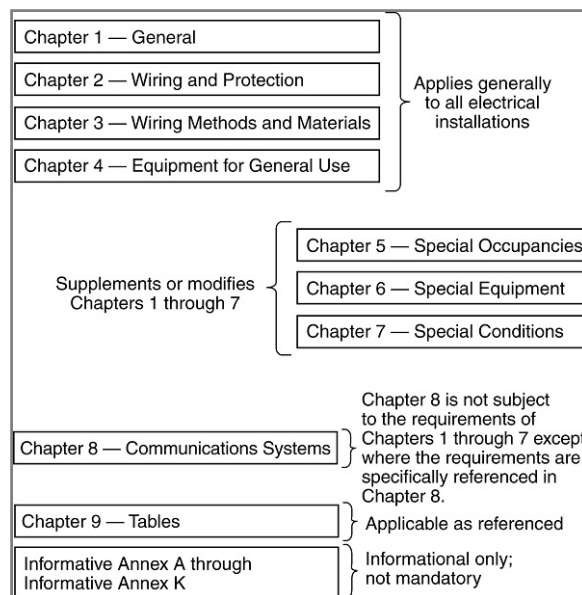 Chapter 1 — General
Chapter 2 — Wiring and Protection
Chapter 3 — Wiring Methods and Materials
Chapter 4 — Equipment for General Use
Applies generally
to all electrical
installations
Supplements or modifies
Chapters 1 through 7
Chapter 5 — Special Occupancies
Chapter 6 — Special Equipment
Chapter 7 — Special Conditions
Chapter 8 — Communications Systems
Chapter 8 is not subject
to the requirements of
Chapters 1 through 7 except
where the requirements are
specifically referenced in
Chapter 8.
Chapter 9 — Tables
Applicable as referenced
Informative Annex A through
Informative Annex K
Informational only;
not mandatory